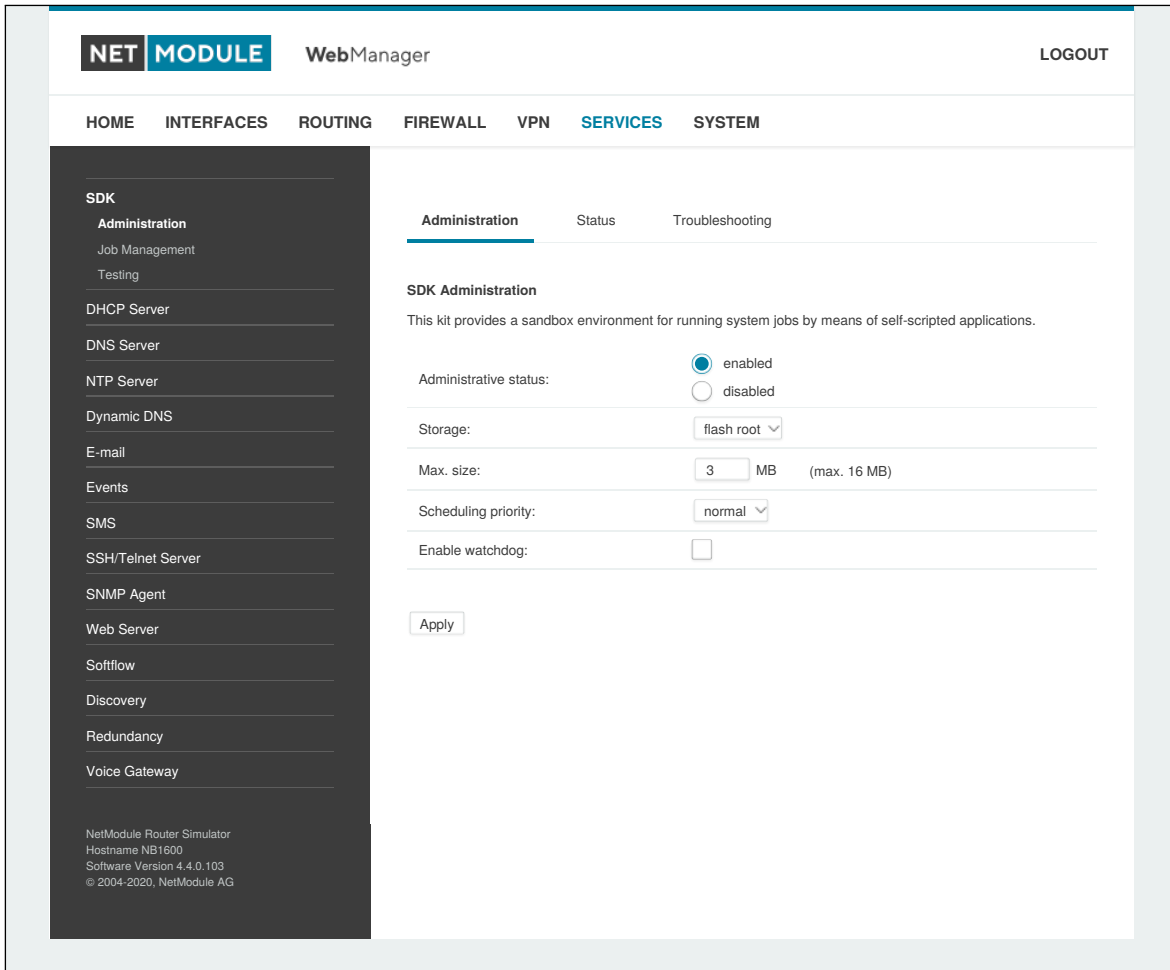 NET MODULE WebManager LOGOUT
HOME INTERFACES ROUTING FIREWALL VPN SERVICES SYSTEM
SDK
Administration
Job Management
Testing
DHCP Server
DNS Server
NTP Server
Dynamic DNS
E-mail
Events
SMS
SSH/Telnet Server
SNMP Agent
Web Server
Softflow
Discovery
Redundancy
Voice Gateway
NetModule Router Simulator
Hostname NB1600
Software Version 4.4.0.103
© 2004-2020, NetModule AG
Administration Status Troubleshooting
SDK Administration
This kit provides a sandbox environment for running system jobs by means of self-scripted applications.
Administrative status:
enabled
disabled
Storage: flash root
Max. size: 3 MB (max. 16 MB)
Scheduling priority: normal
Enable watchdog:
Apply